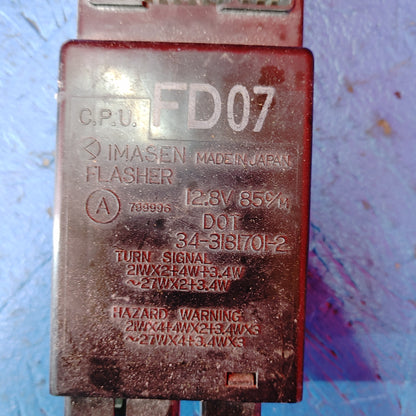 FD07
C.P.U.
IMASEN MADE IN JAPAN
FLASHER
12.8V 85c/m
A 799996
DOT
34-3181701-2
TURN SIGNAL:
21WX2+4W+3.4W
~27WX2+3.4W
HAZARD WARNING:
21WX4+4WX2+3.4WX3
~27WX4+3.4WX3